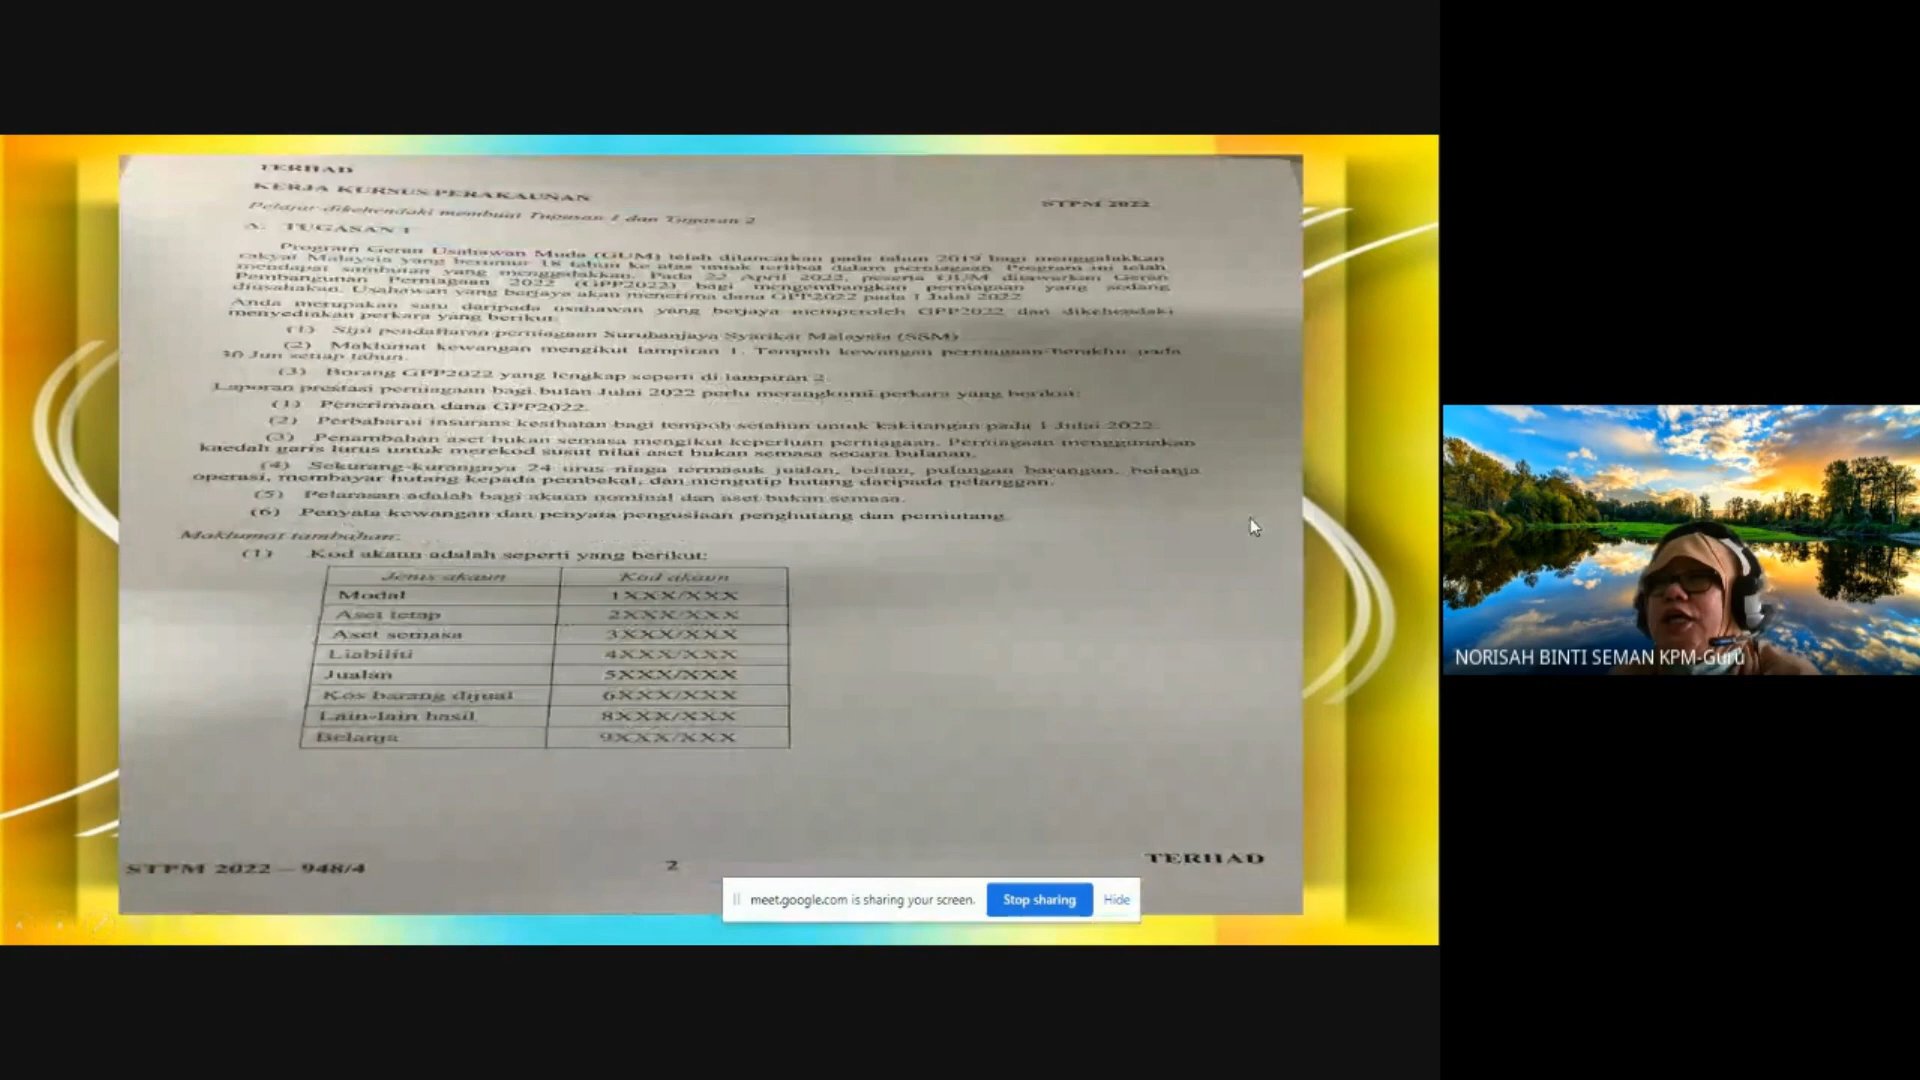 TERHAD
KERJA KURSUS PERAKAUNAN
STPM 2022
Pelajar dikehendaki membuat Tugasan 1 dan Tugasan 2
A. TUGASAN 1
Program Geran Usahawan Muda (GUM) telah dilancarkan pada tahun 2019 bagi menggalakkan
rakyat Malaysia yang berumur 18 tahun ke atas untuk terlibat dalam perniagaan. Program ini telah
mendapat sambutan yang menggalakkan. Pada 22 April 2022, peserta GUM ditawarkan Geran
Pembangunan Perniagaan 2022 (GPP2022) bagi mengembangkan perniagaan yang sedang
diusahakan. Usahawan yang berjaya akan menerima dana GPP2022 pada 1 Julai 2022
Anda merupakan satu daripada usahawan yang berjaya memperoleh GPP2022 dan dikehendaki
menyediakan perkara yang berikut:
(1) Sijil pendaftaran perniagaan Suruhanjaya Syarikat Malaysia (SSM)
(2) Maklumat kewangan mengikut lampiran 1. Tempoh kewangan perniagaan berakhir pada
30 Jun setiap tahun.
(3) Borang GPP2022 yang lengkap seperti di lampiran 2.
Laporan prestasi perniagaan bagi bulan Julai 2022 perlu merangkumi perkara yang berikut:
(1) Penerimaan dana GPP2022.
(2) Perbaharui insurans kesihatan bagi tempoh setahun untuk kakitangan pada 1 Julai 2022.
(3) Penambahan aset bukan semasa mengikut keperluan perniagaan. Perniagaan menggunakan
kaedah garis lurus untuk merekod susut nilai aset bukan semasa secara bulanan.
(4) Sekurang-kurangnya 24 urus niaga termasuk jualan, belian, pulangan barangan, belanja
operasi, membayar hutang kepada pembekal, dan mengutip hutang daripada pelanggan.
(5) Pelarasan adalah bagi akaun nominal dan aset bukan semasa.
(6) Penyata kewangan dan penyata pengusiaan penghutang dan pemiutang.
Maklumat tambahan:
(1) Kod akaun adalah seperti yang berikut:
Jenis akaun Kod akaun
Modal 1XXX/XXX
Aset tetap 2XXX/XXX
Aset semasa 3XXX/XXX
Liabiliti 4XXX/XXX
Jualan 5XXX/XXX
Kos barang dijual 6XXX/XXX
Lain-lain hasil 8XXX/XXX
Belanja 9XXX/XXX
STPM 2022 — 948/4
2
TERHAD
meet.google.com is sharing your screen.
Stop sharing
Hide
NORISAH BINTI SEMAN KPM-Guru